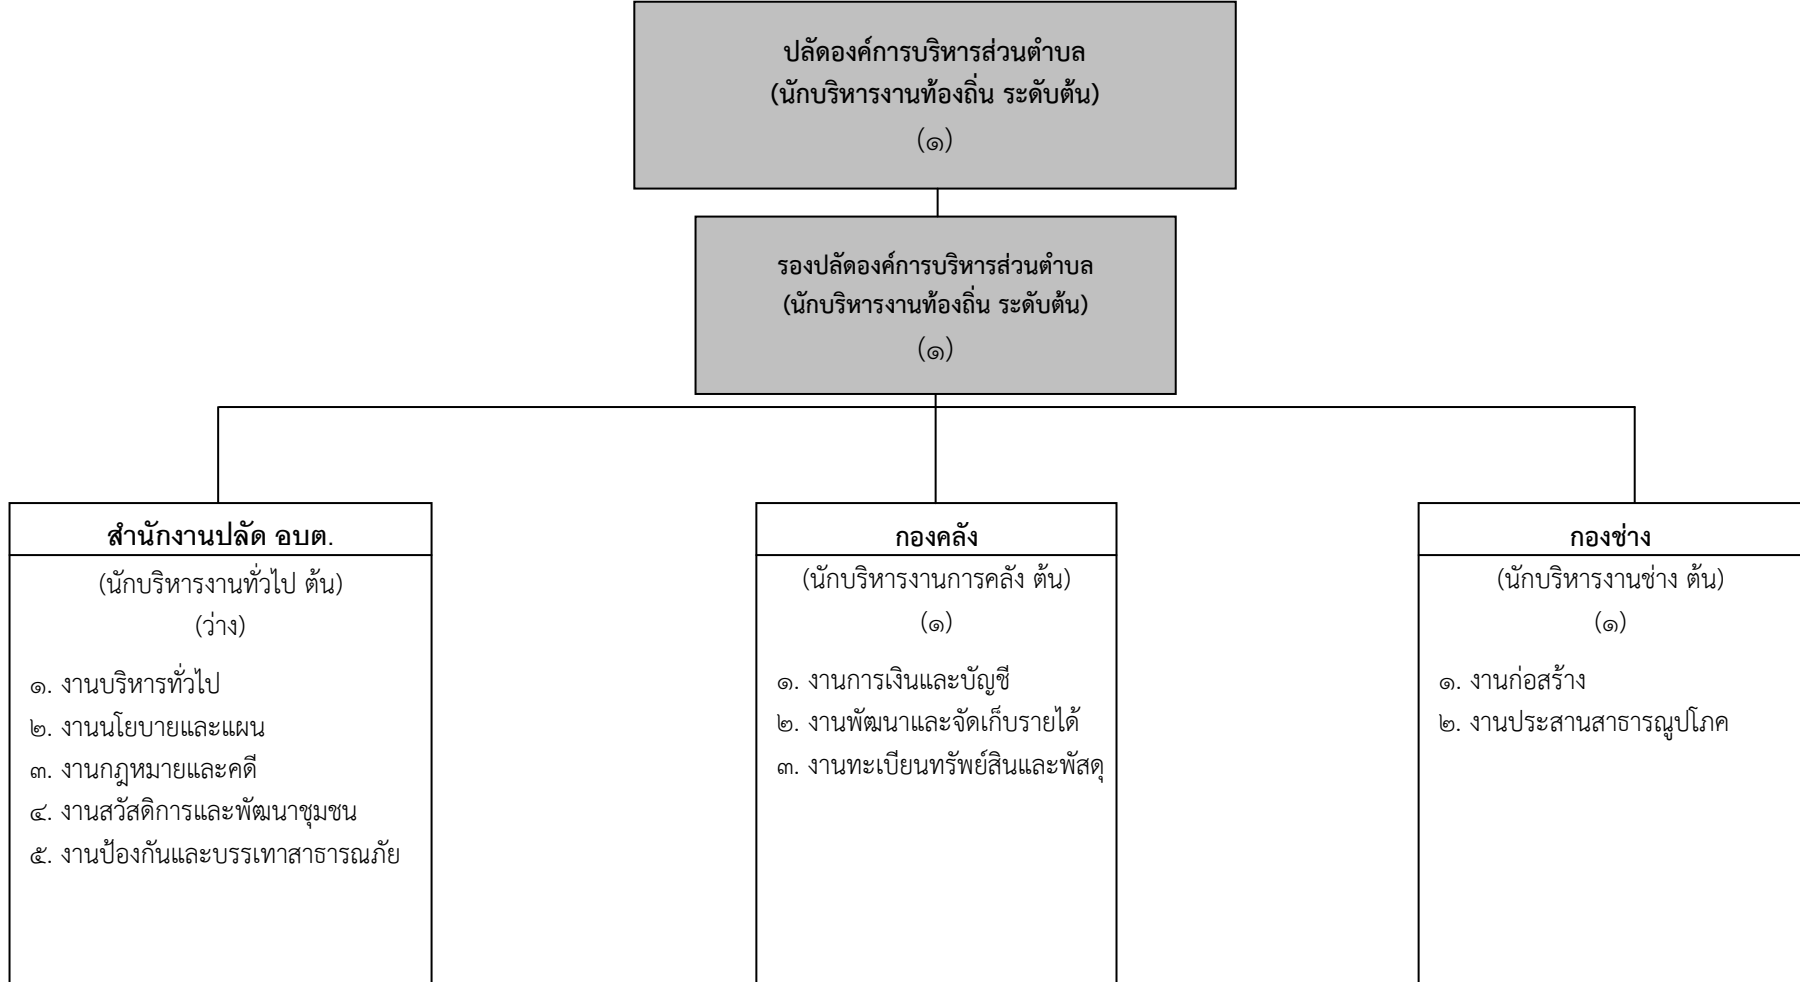 ปลัดองค์การบริหารส่วนตำบล
(นักบริหารงานท้องถิ่น ระดับต้น)
(๑)
รองปลัดองค์การบริหารส่วนตำบล
(นักบริหารงานท้องถิ่น ระดับต้น)
(๑)
สำนักงานปลัด อบต.
(นักบริหารงานทั่วไป ต้น)
(ว่าง)
๑. งานบริหารทั่วไป
๒. งานนโยบายและแผน
๓. งานกฎหมายและคดี
๔. งานสวัสดิการและพัฒนาชุมชน
๕. งานป้องกันและบรรเทาสาธารณภัย
กองคลัง
(นักบริหารงานการคลัง ต้น)
(๑)
๑. งานการเงินและบัญชี
๒. งานพัฒนาและจัดเก็บรายได้
๓. งานทะเบียนทรัพย์สินและพัสดุ
กองช่าง
(นักบริหารงานช่าง ต้น)
(๑)
๑. งานก่อสร้าง
๒. งานประสานสาธารณูปโภค